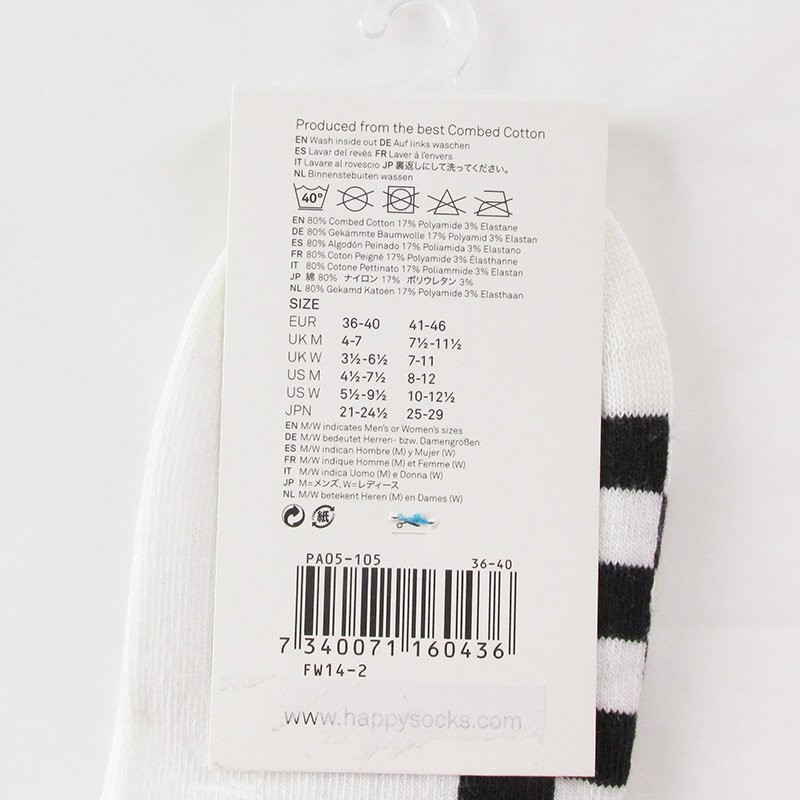 Produced from the best Combed Cotton
EN Wash inside out DE Auf links waschen
ES Lavar del revés FR Laver à l'envers
IT Lavare al rovescio JP 裏返しにして洗ってください。
NL Binnenstebuiten wassen
40°
EN 80% Combed Cotton 17% Polyamide 3% Elastane
DE 80% Gekämmte Baumwolle 17% Polyamid 3% Elastan
ES 80% Algodón Peinado 17% Poliamida 3% Elastano
FR 80% Coton Peigné 17% Polyamide 3% Élasthanne
IT 80% Cotone Pettinato 17% Poliammide 3% Elastan
JP 綿 80% ナイロン 17% ポリウレタン 3%
NL 80% Gekamd Katoen 17% Polyamide 3% Elasthaan
SIZE
EUR 36-40 41-46
UK M 4-7 7½-11½
UK W 3½-6½ 7-11
US M 4½-7½ 8-12
US W 5½-9½ 10-12½
JPN 21-24½ 25-29
EN M/W indicates Men's or Women's sizes
DE M/W bedeutet Herren- bzw. Damengrößen
ES M/W indican Hombre (M) y Mujer (W)
FR M/W indique Homme (M) et Femme (W)
IT M/W indica Uomo (M) e Donna (W)
JP M=メンズ, W=レディース
NL M/W betekent Heren (M) en Dames (W)
紙
PA05-105 36-40
7 340071 160436
FW14-2
www.happysocks.com